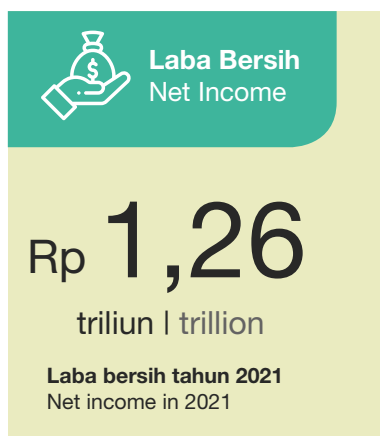 Laba Bersih
Net Income
Rp 1,26
triliun | trillion
Laba bersih tahun 2021
Net income in 2021